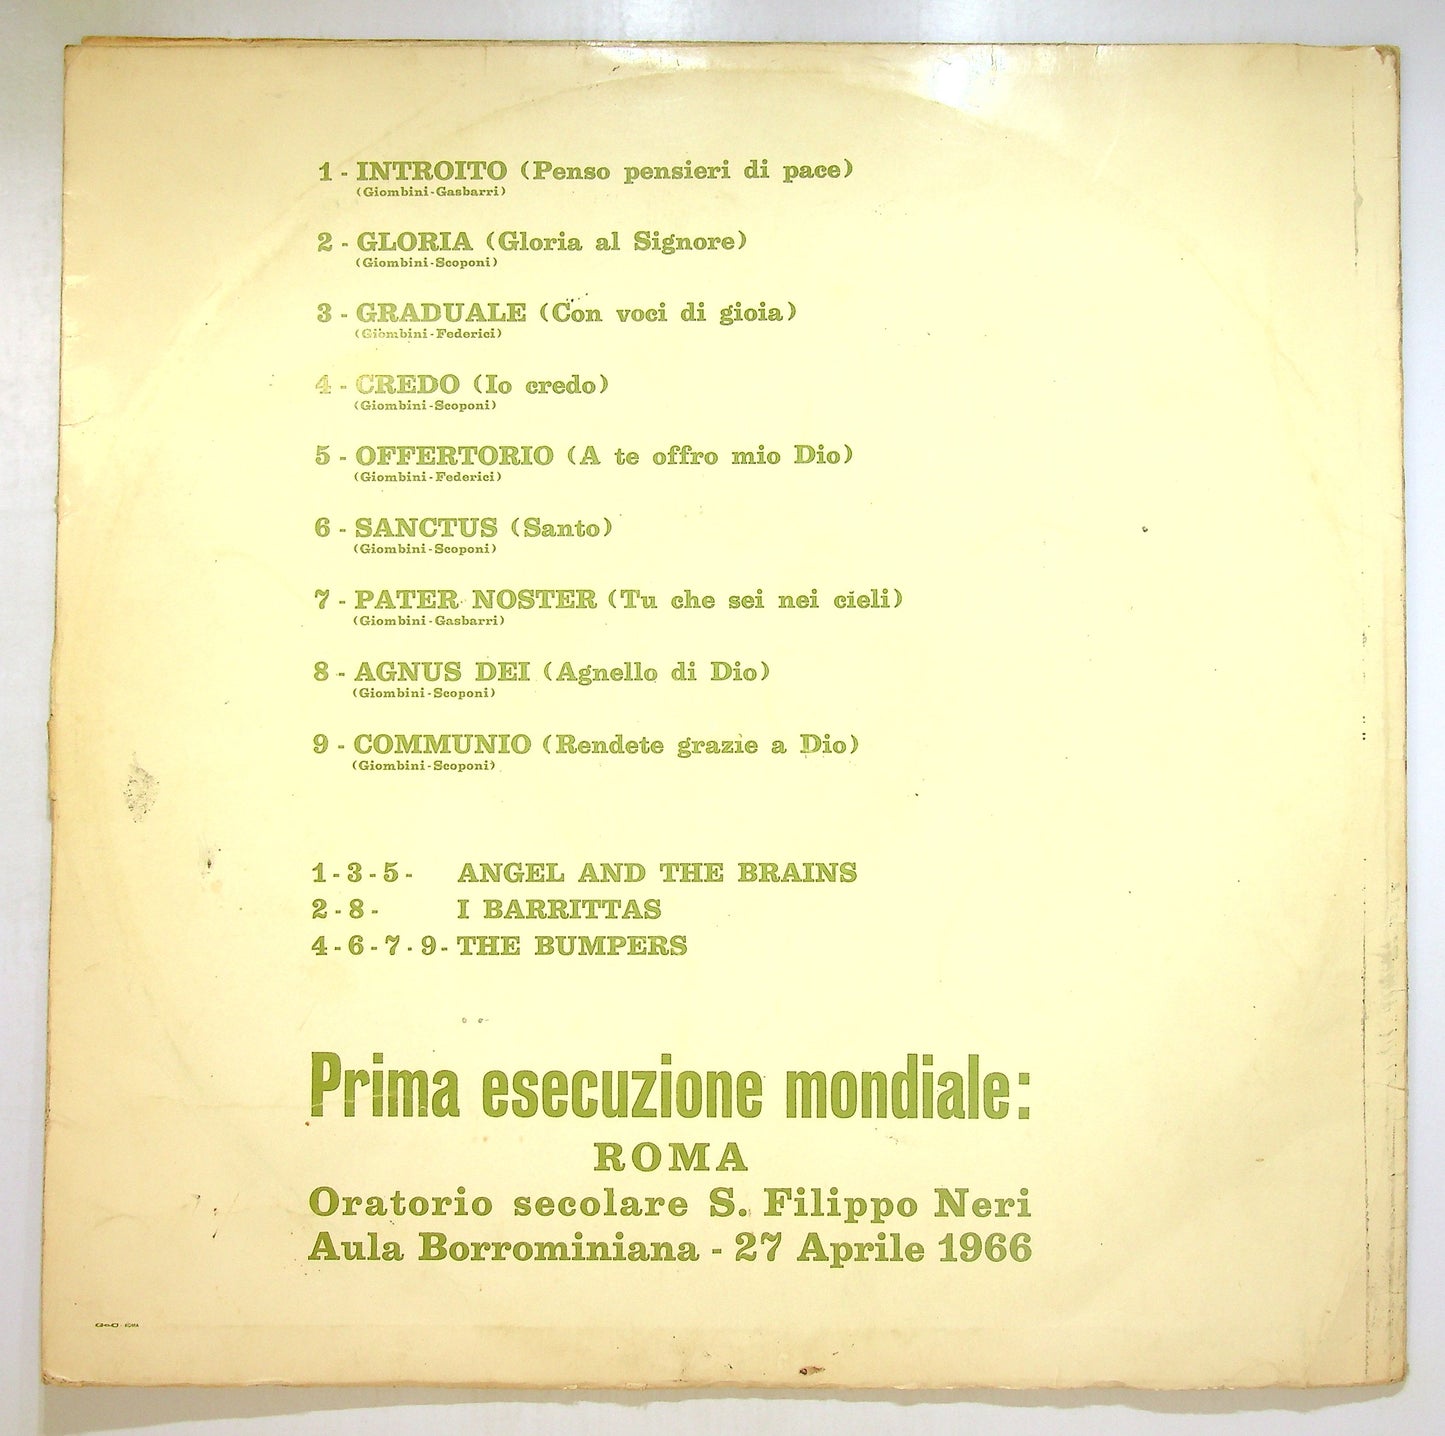 1 - INTROITO (Penso pensieri di pace)
(Giombini-Gasbarri)
2 - GLORIA (Gloria al Signore)
(Giombini-Scoponi)
3 - GRADUALE (Con voci di gioia)
(Giombini-Federici)
4 - CREDO (Io credo)
(Giombini-Scoponi)
5 - OFFERTORIO (A te offro mio Dio)
(Giombini-Federici)
6 - SANCTUS (Santo)
(Giombini-Scoponi)
7 - PATER NOSTER (Tu che sei nei cieli)
(Giombini-Gasbarri)
8 - AGNUS DEI (Agnello di Dio)
(Giombini-Scoponi)
9 - COMMUNIO (Rendete grazie a Dio)
(Giombini-Scoponi)
1-3-5- ANGEL AND THE BRAINS
2-8- I BARRITTAS
4-6-7-9- THE BUMPERS
Prima esecuzione mondiale:
ROMA
Oratorio secolare S. Filippo Neri
Aula Borrominiana - 27 Aprile 1966